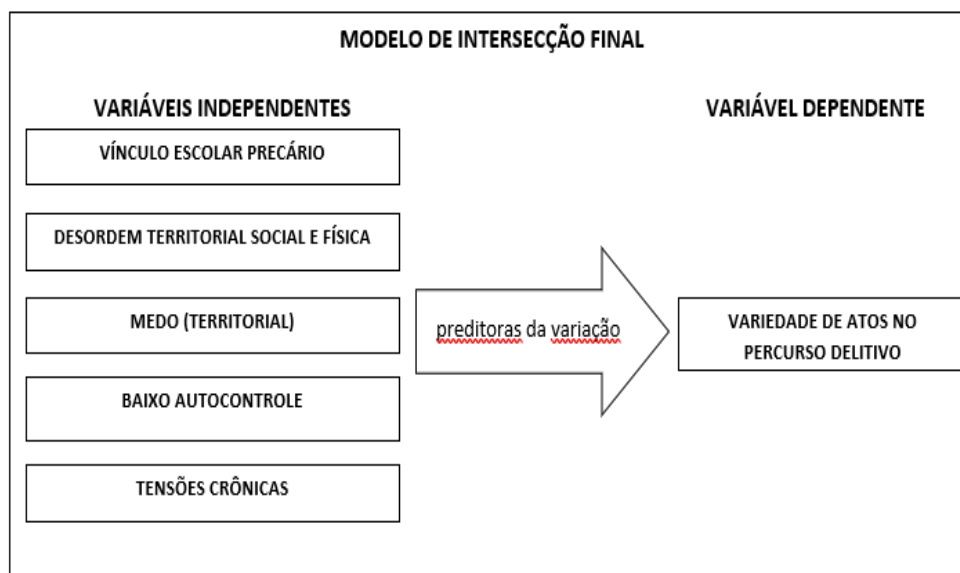 MODELO DE INTERSECÇÃO FINAL
VARIÁVEIS INDEPENDENTES
VÍNCULO ESCOLAR PRECÁRIO
DESORDEM TERRITORIAL SOCIAL E FÍSICA
MEDO (TERRITORIAL)
BAIXO AUTOCONTROLE
TENSÕES CRÔNICAS
preditoras da variação
VARIÁVEL DEPENDENTE
VARIEDADE DE ATOS NO
PERCURSO DELITIVO